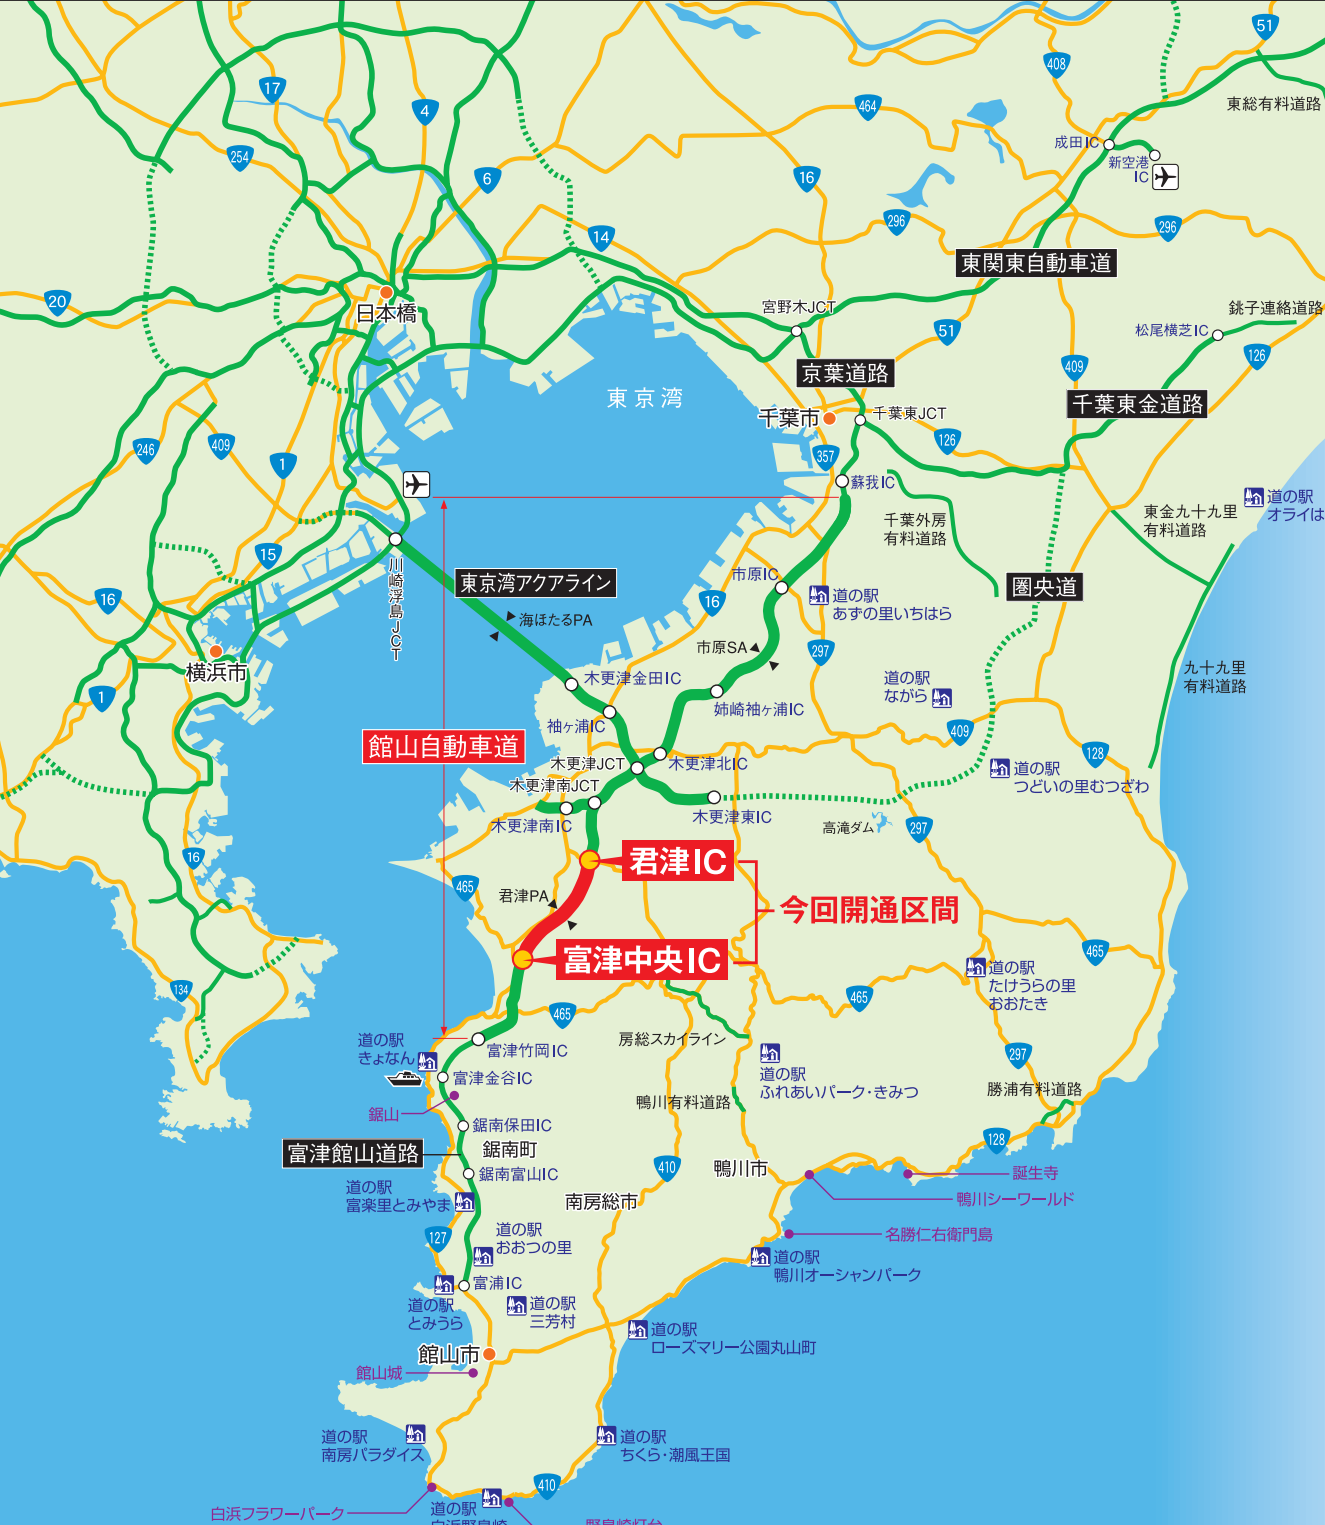 51
408
17
464
東総有料道路
4
成田IC
254
新空港
IC
6
16
296
296
14
東関東自動車道
20
宮野木JCT
銚子連絡道路
日本橋
松尾横芝IC
51
126
409
京葉道路
東京湾
千葉東金道路
千葉市
千葉東JCT
246
409
126
357
1
蘇我IC
道の駅
オライは
千葉外房
有料道路
東金九十九里
有料道路
15
川崎浮島JCT
東京湾アクアライン
市原IC
圏央道
16
道の駅
あずの里いちはら
16
海ほたるPA
市原SA
297
横浜市
木更津金田IC
九十九里
有料道路
道の駅
ながら
1
袖ヶ浦IC
姉崎袖ヶ浦IC
409
館山自動車道
128
木更津JCT
木更津北IC
道の駅
つどいの里むつざわ
木更津南JCT
木更津南IC
木更津東IC
高滝ダム
297
16
君津IC
465
君津PA
今回開通区間
富津中央IC
465
134
道の駅
たけうらの里
おおたき
465
465
道の駅
きょなん
富津竹岡IC
房総スカイライン
297
道の駅
ふれあいパーク・きみつ
富津金谷IC
鋸山
鴨川有料道路
勝浦有料道路
鋸南保田IC
富津館山道路
鋸南町
128
鋸南富山IC
410
鴨川市
誕生寺
道の駅
富楽里とみやま
南房総市
鴨川シーワールド
127
道の駅
おおつの里
名勝仁右衛門島
道の駅
鴨川オーシャンパーク
富浦IC
道の駅
とみうら
道の駅
三芳村
道の駅
ローズマリー公園丸山町
館山市
館山城
道の駅
南房パラダイス
道の駅
ちくら・潮風王国
410
白浜フラワーパーク
道の駅
白浜野島崎
野島崎灯台